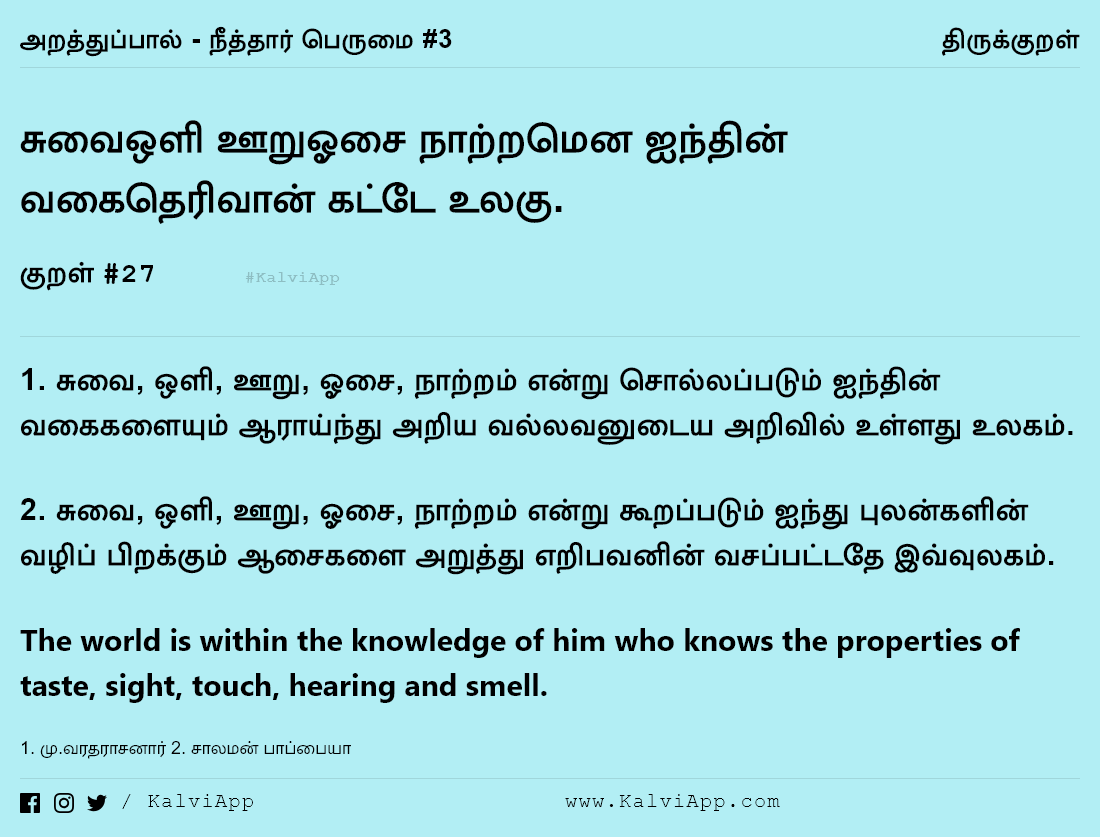 அறத்துப்பால் - நீத்தார் பெருமை #3
திருக்குறள்
சுவைஒளி ஊறுஓசை நாற்றமென ஐந்தின்
வகைதெரிவான் கட்டே உலகு.
குறள் #27
#KalviApp
1. சுவை, ஒளி, ஊறு, ஓசை, நாற்றம் என்று சொல்லப்படும் ஐந்தின்
வகைகளையும் ஆராய்ந்து அறிய வல்லவனுடைய அறிவில் உள்ளது உலகம்.
2. சுவை, ஒளி, ஊறு, ஓசை, நாற்றம் என்று கூறப்படும் ஐந்து புலன்களின்
வழிப் பிறக்கும் ஆசைகளை அறுத்து எறிபவனின் வசப்பட்டதே இவ்வுலகம்.
The world is within the knowledge of him who knows the properties of
taste, sight, touch, hearing and smell.
1. மு.வரதராசனார் 2. சாலமன் பாப்பையா
/ KalviApp
www.KalviApp.com